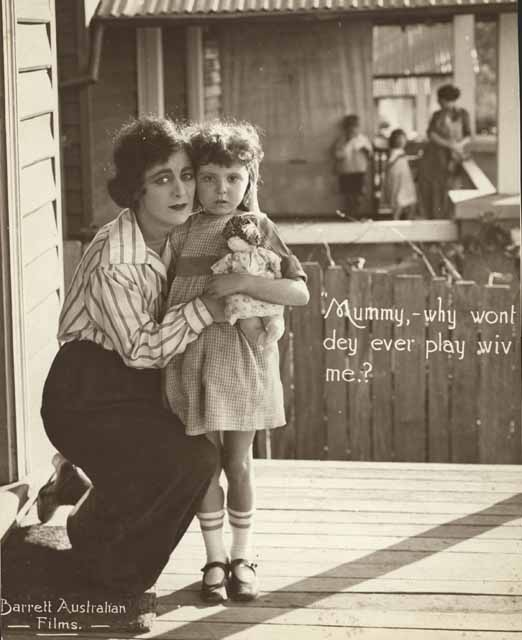 "Mummy,-why wont
dey ever play wiv
me.?
Barrett Australian
— Films. —